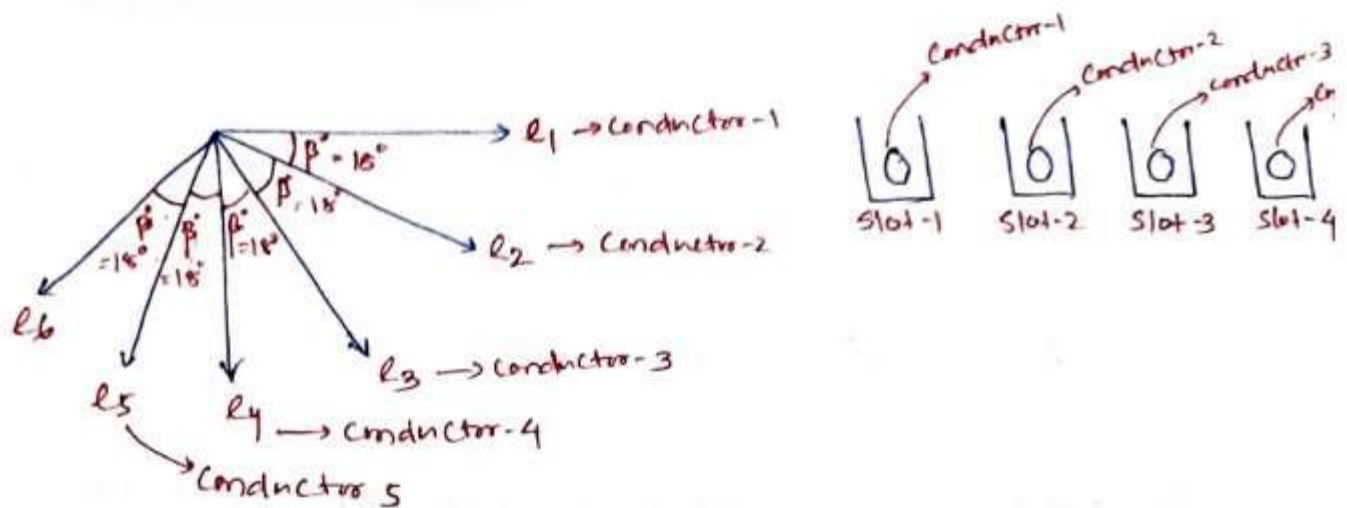 Conductor-1
Conductor-2
Conductor-3
Co
Slot-1 Slot-2 Slot-3 Slot-4
e1 → Conductor-1
β° = 18°
β° = 18°
β° = 18°
β° = 18°
β° = 18°
e2 → Conductor-2
e3 → Conductor-3
e4 → Conductor-4
e5
Conductor 5
e6